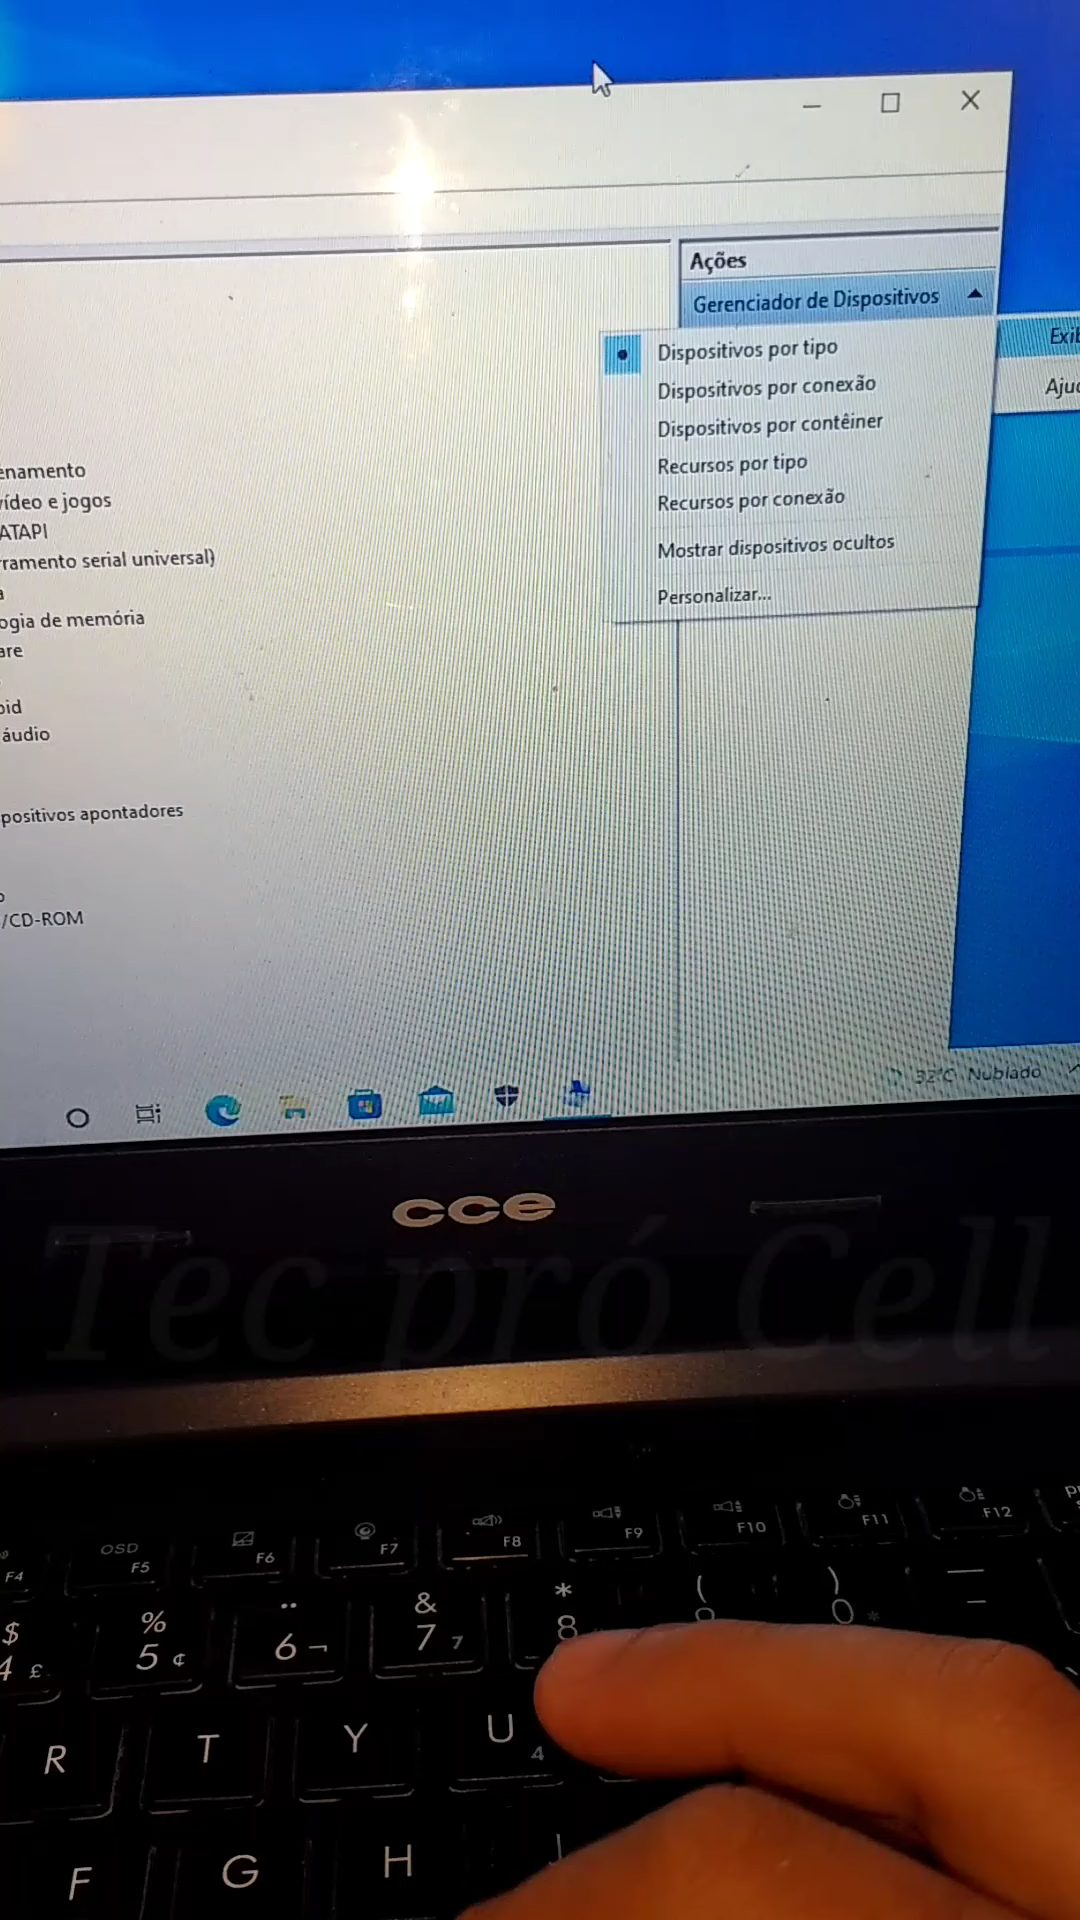 Ações
Gerenciador de Dispositivos
Dispositivos por tipo
Dispositivos por conexão
Dispositivos por contêiner
Recursos por tipo
Recursos por conexão
Mostrar dispositivos ocultos
Personalizar...
Exib
Ajud
enamento
vídeo e jogos
ATAPI
rramento serial universal)
a
ogia de memória
are
oid
áudio
positivos apontadores
o
/CD-ROM
32°C Nublado
cce
Tec pró Cell
F4
OSD
F5
F6
F7
F8
F9
F10
F11
F12
$
4 £
%
5 ¢
¨
6 ¬
&
7 7
*
8
(
)
0 *
R
T
Y
U
4
F
G
H